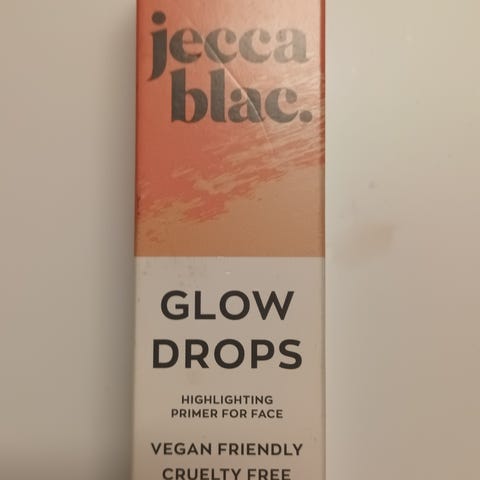 jecca
blac.
GLOW
DROPS
HIGHLIGHTING
PRIMER FOR FACE
VEGAN FRIENDLY
CRUELTY FREE